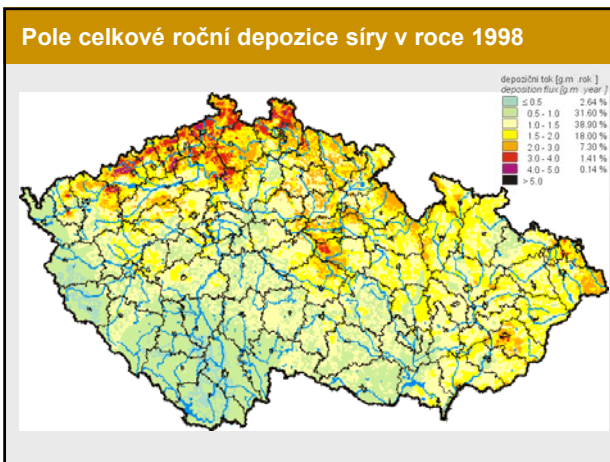 Pole celkové roční depozice síry v roce 1998
depoziční tok [g.m .rok ]
deposition flux [g.m .year ]
≤ 0.5 2.64 %
0.5 - 1.0 31.60 %
1.0 - 1.5 38.90 %
1.5 - 2.0 18.00 %
2.0 - 3.0 7.30 %
3.0 - 4.0 1.41 %
4.0 - 5.0 0.14 %
> 5.0